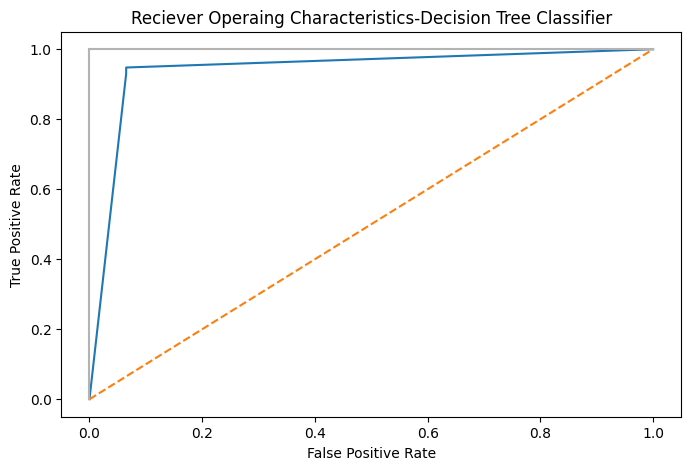 Reciever Operaing Characteristics-Decision Tree Classifier
True Positive Rate
1.0
0.8
0.6
0.4
0.2
0.0
0.0 0.2 0.4 0.6 0.8 1.0
False Positive Rate